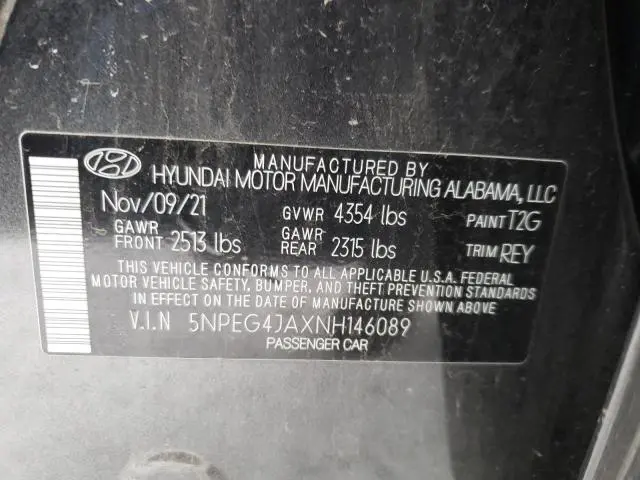 MANUFACTURED BY
HYUNDAI MOTOR MANUFACTURING ALABAMA, LLC
Nov/09/21 GVWR 4354 lbs PAINT T2G
GAWR FRONT 2513 lbs GAWR REAR 2315 lbs TRIM REY
THIS VEHICLE CONFORMS TO ALL APPLICABLE U.S.A. FEDERAL
MOTOR VEHICLE SAFETY, BUMPER, AND THEFT PREVENTION STANDARDS
IN EFFECT ON THE DATE OF MANUFACTURE SHOWN ABOVE.
V.I.N 5NPEG4JAXNH146089
PASSENGER CAR